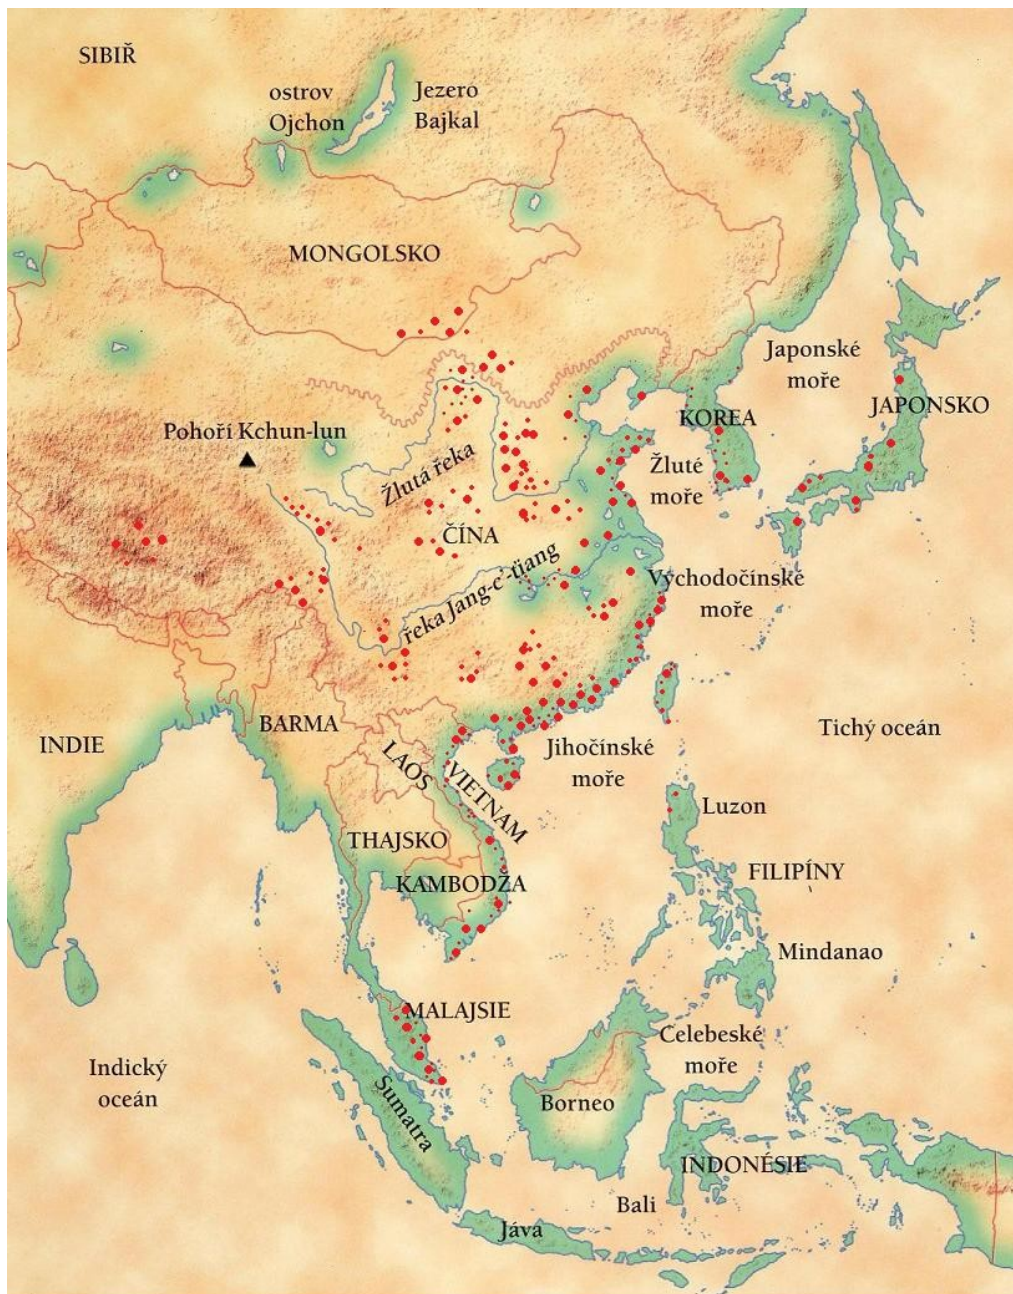 SIBIŘ
ostrov
Ojchon
Jezero
Bajkal
MONGOLSKO
Japonské
moře
JAPONSKO
KOREA
Pohoří Kchun-lun
Žlutá řeka
Žluté
moře
ČÍNA
řeka Jang-c'-ťiang
Východočínské
moře
BARMA
INDIE
Tichý oceán
LAOS
VIETNAM
Jihočínské
moře
Luzon
THAJSKO
FILIPÍNY
KAMBODŽA
Mindanao
MALAJSIE
Celebeské
moře
Indický
oceán
Sumatra
Borneo
INDONÉSIE
Bali
Jáva